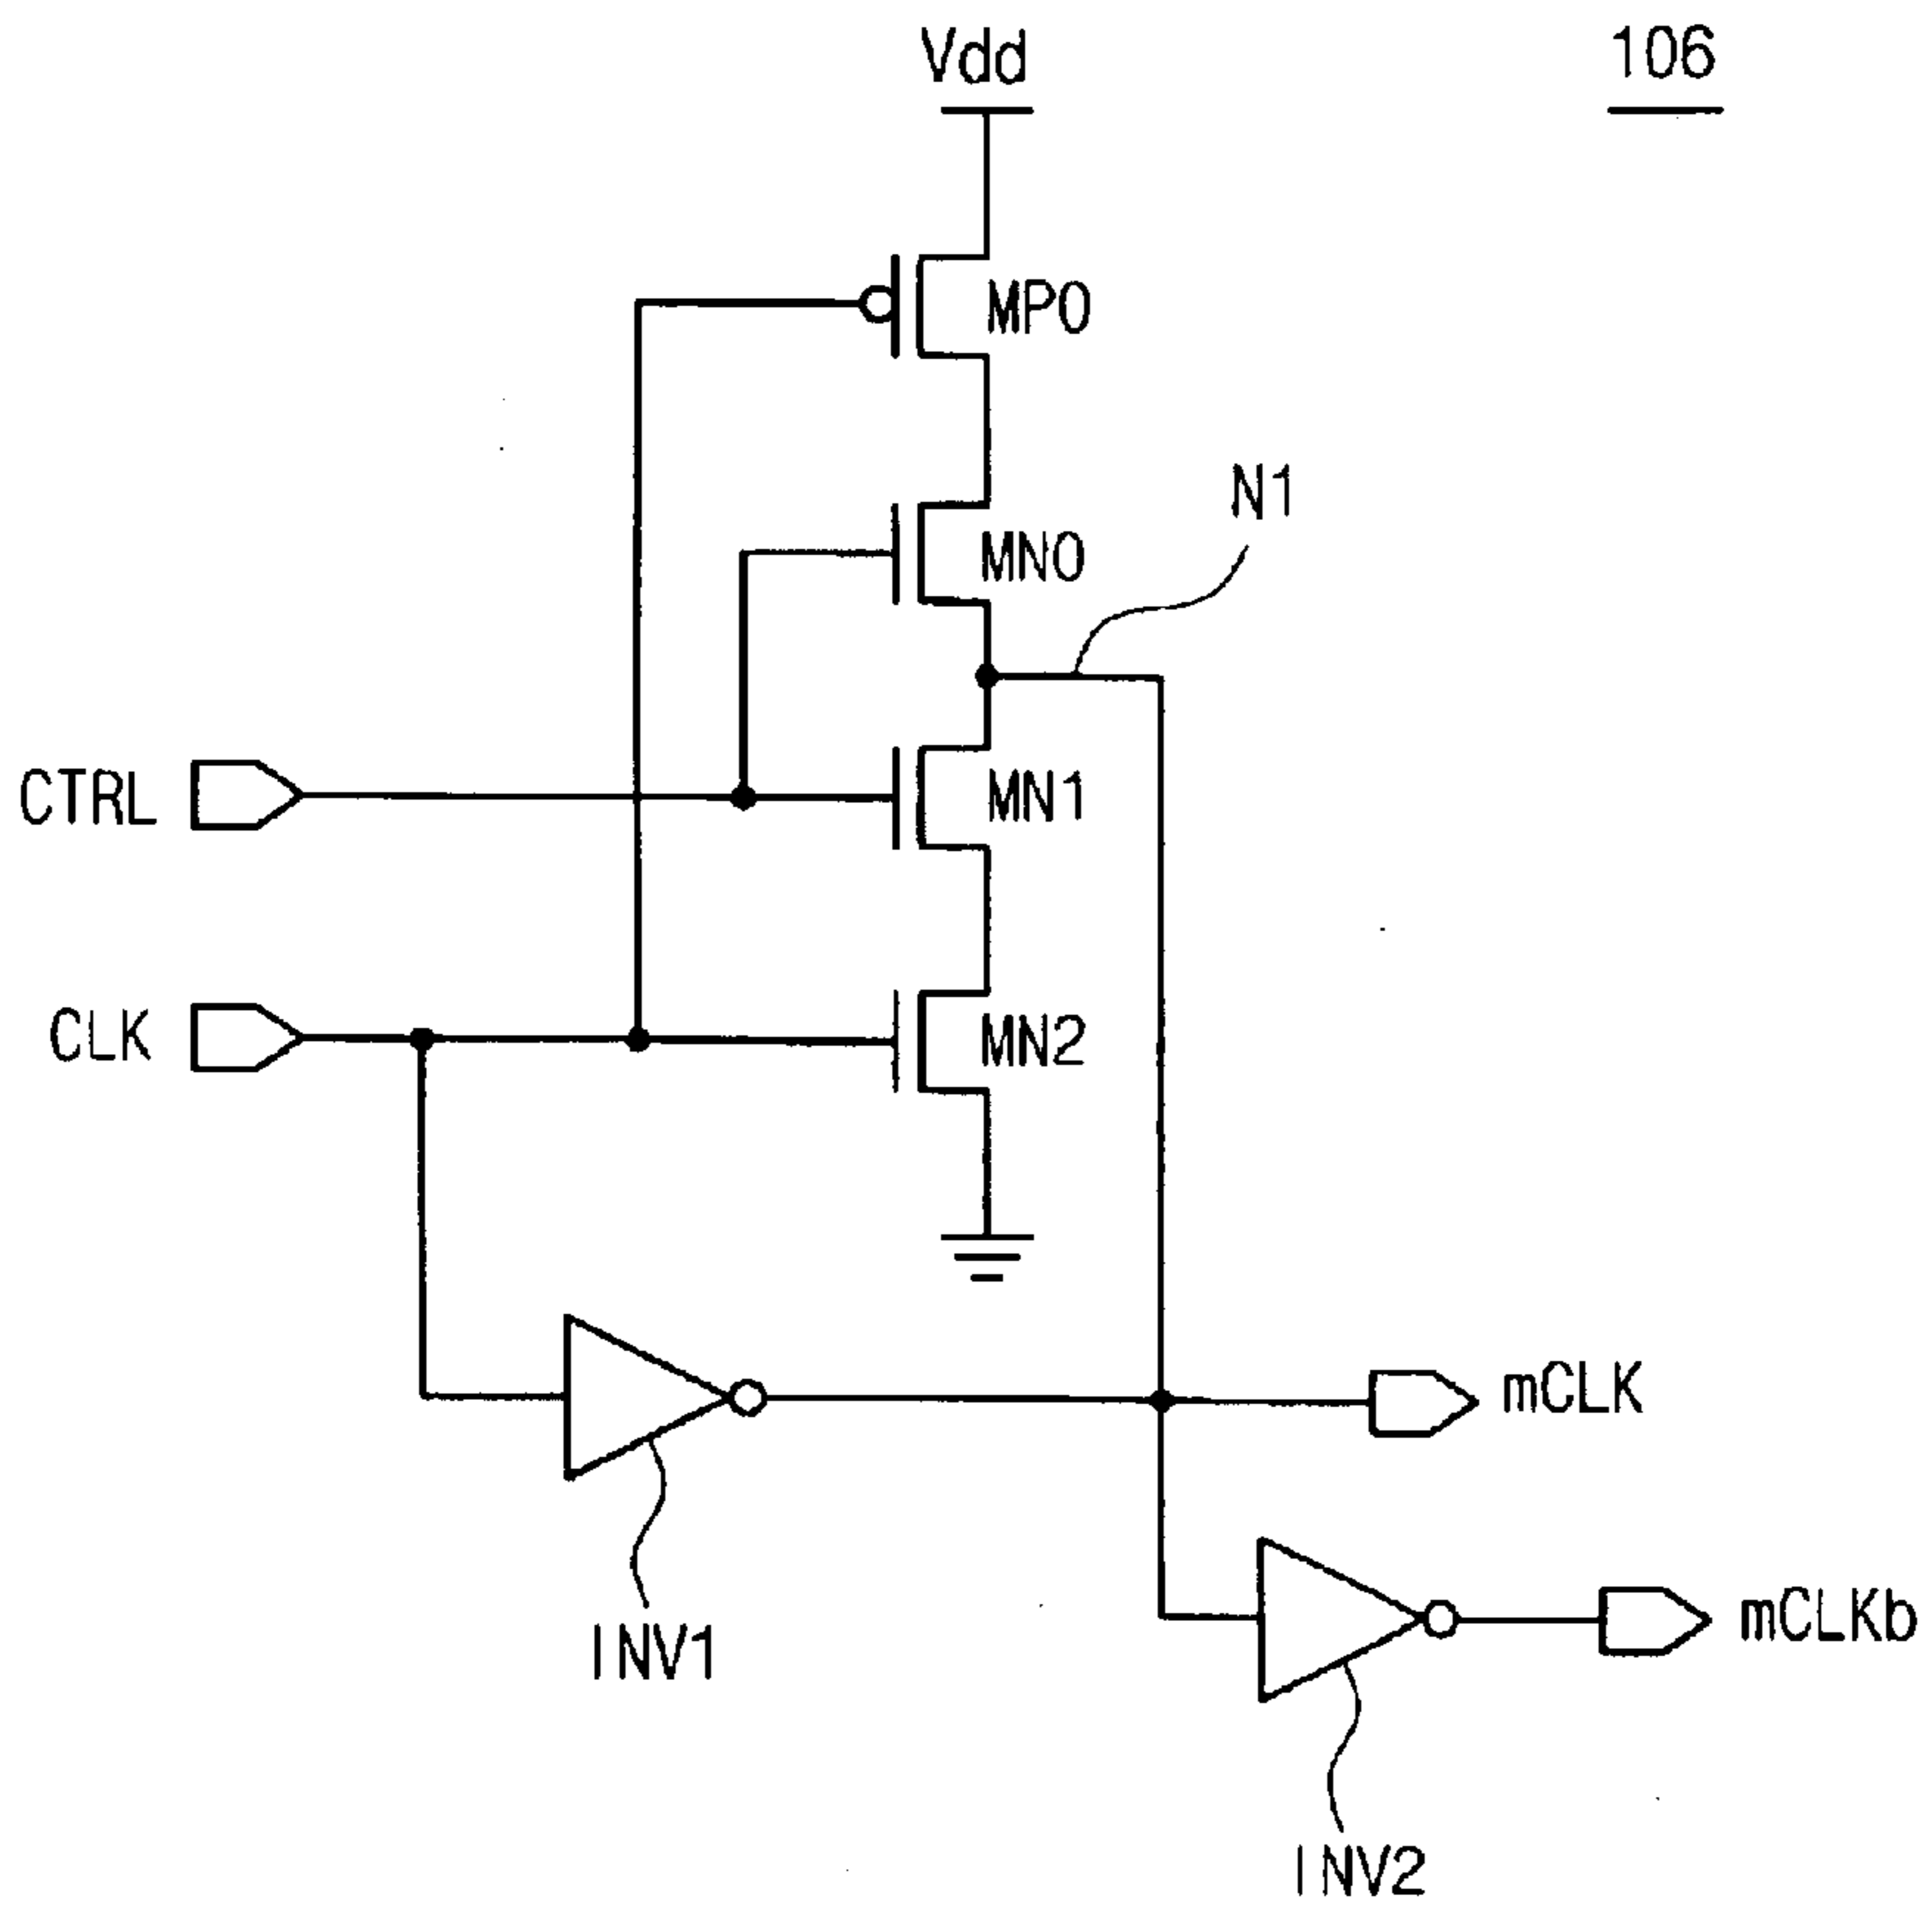 Vdd
106
MP0
N1
MN0
CTRL
MN1
CLK
MN2
mCLK
INV1
mCLKb
INV2